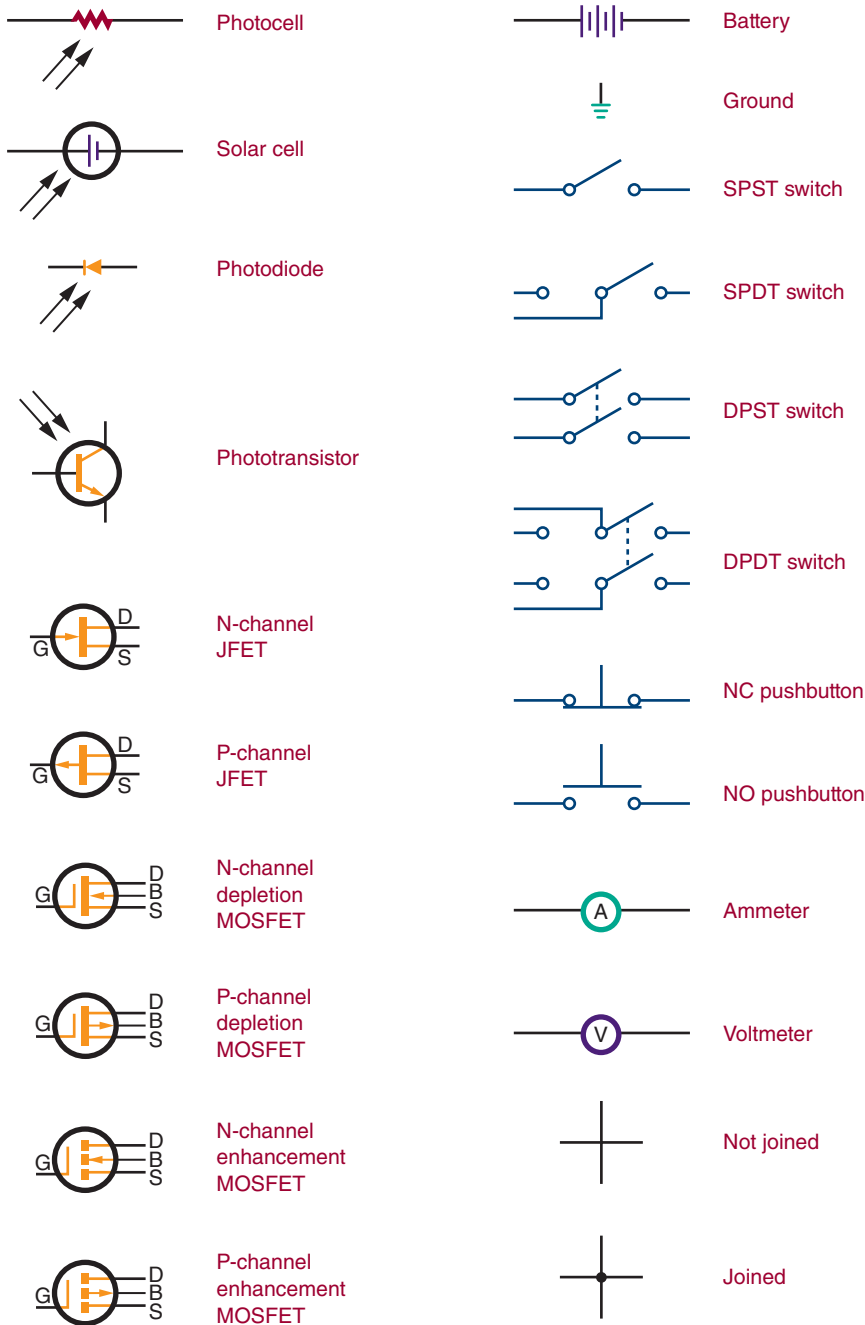 Photocell
Solar cell
Photodiode
Phototransistor
D
G
S
N-channel
JFET
D
G
S
P-channel
JFET
D
G
B
S
N-channel
depletion
MOSFET
D
G
B
S
P-channel
depletion
MOSFET
D
G
B
S
N-channel
enhancement
MOSFET
D
G
B
S
P-channel
enhancement
MOSFET
Battery
Ground
SPST switch
SPDT switch
DPST switch
DPDT switch
NC pushbutton
NO pushbutton
A
Ammeter
V
Voltmeter
Not joined
Joined